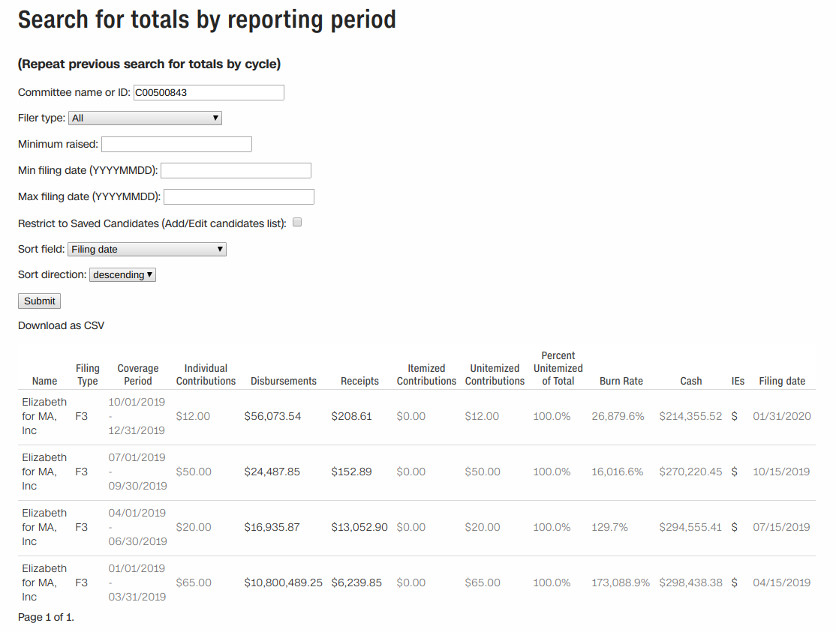 Search for totals by reporting period
(Repeat previous search for totals by cycle)
Committee name or ID: C00500843
Filer type: All
Minimum raised:
Min filing date (YYYYMMDD):
Max filing date (YYYYMMDD):
Restrict to Saved Candidates (Add/Edit candidates list):
Sort field: Filing date
Sort direction: descending
Submit
Download as CSV
Name Filing Type Coverage Period Individual Contributions Disbursements Receipts Itemized Contributions Unitemized Contributions Percent Unitemized of Total Burn Rate Cash IEs Filing date
Elizabeth for MA, Inc F3 10/01/2019 - 12/31/2019 $12.00 $56,073.54 $208.61 $0.00 $12.00 100.0% 26,879.6% $214,355.52 $ 01/31/2020
Elizabeth for MA, Inc F3 07/01/2019 - 09/30/2019 $50.00 $24,487.85 $152.89 $0.00 $50.00 100.0% 16,016.6% $270,220.45 $ 10/15/2019
Elizabeth for MA, Inc F3 04/01/2019 - 06/30/2019 $20.00 $16,935.87 $13,052.90 $0.00 $20.00 100.0% 129.7% $294,555.41 $ 07/15/2019
Elizabeth for MA, Inc F3 01/01/2019 - 03/31/2019 $65.00 $10,800,489.25 $6,239.85 $0.00 $65.00 100.0% 173,088.9% $298,438.38 $ 04/15/2019
Page 1 of 1.